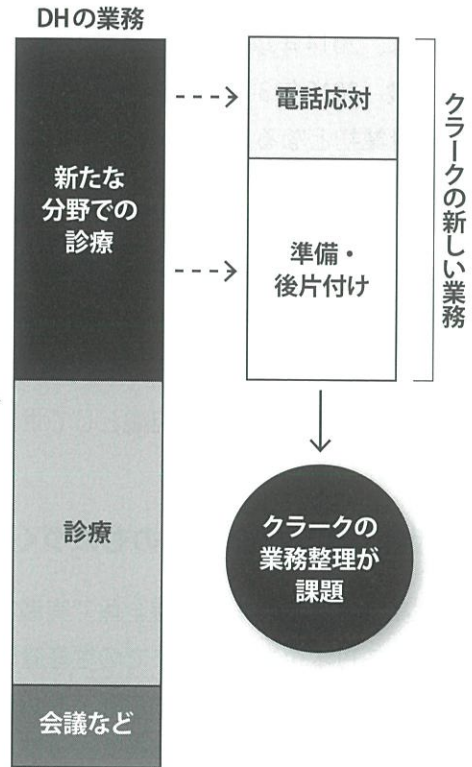 DHの業務
新たな
分野での
診療
診療
会議など
電話応対
準備・
後片付け
クラークの新しい業務
クラークの
業務整理が
課題